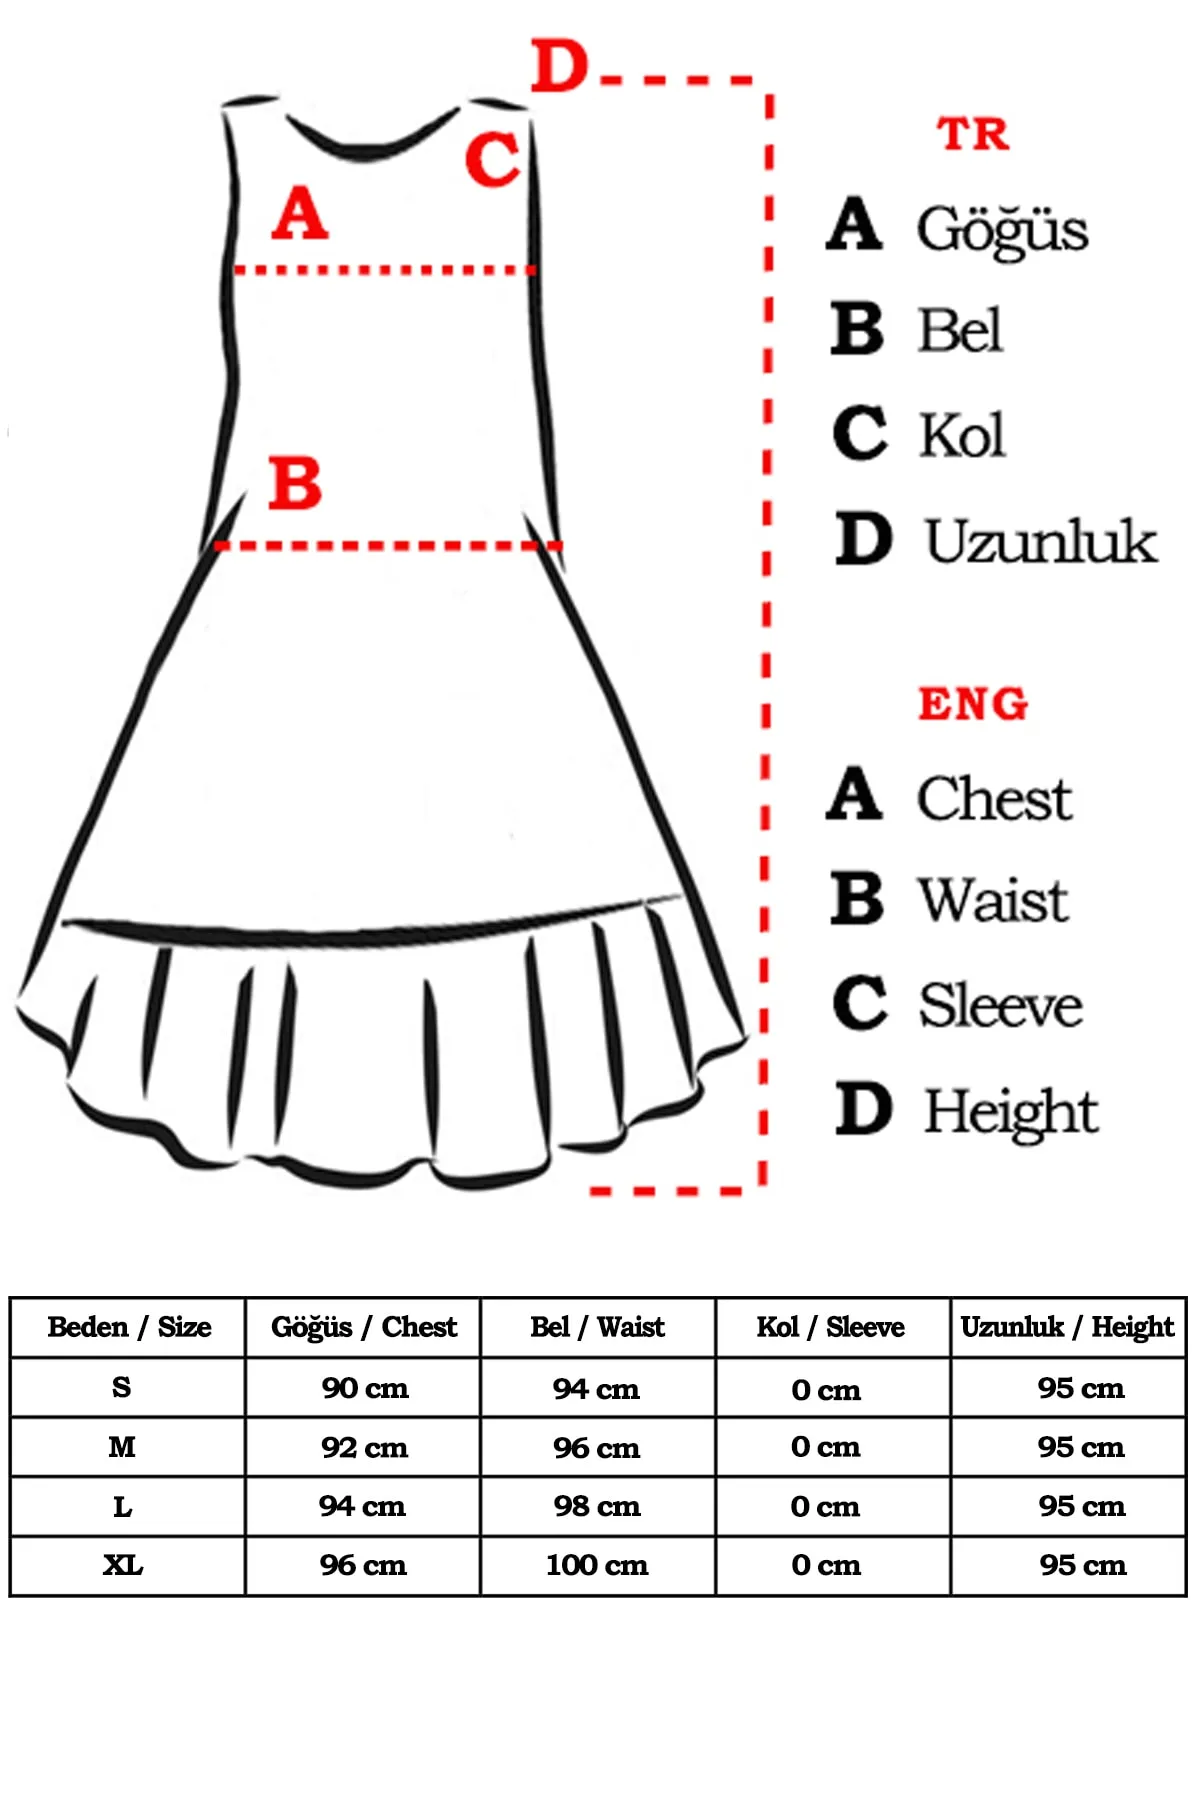 D
C
A
B
TR
A Göğüs
B Bel
C Kol
D Uzunluk
ENG
A Chest
B Waist
C Sleeve
D Height
Beden / Size Göğüs / Chest Bel / Waist Kol / Sleeve Uzunluk / Height
S 90 cm 94 cm 0 cm 95 cm
M 92 cm 96 cm 0 cm 95 cm
L 94 cm 98 cm 0 cm 95 cm
XL 96 cm 100 cm 0 cm 95 cm